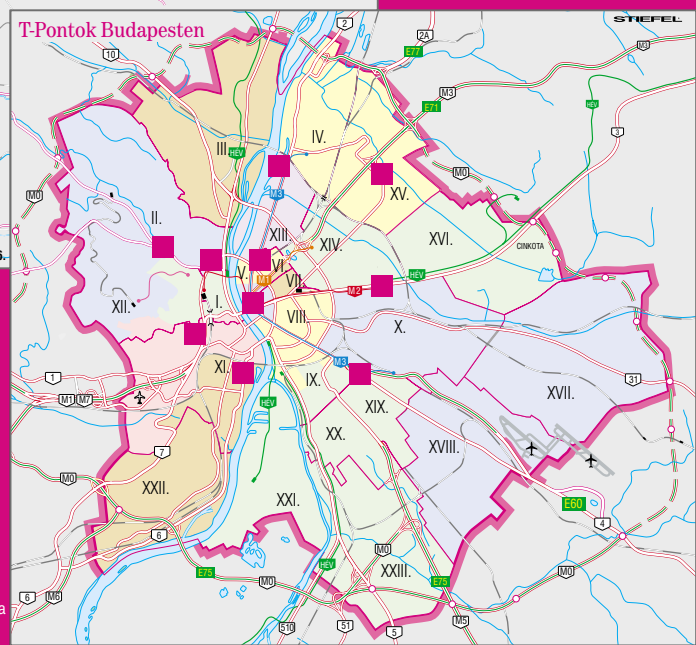 T-Pontok Budapesten
STIEFEL
2
2A
10
E77
M3
M3
E71
HÉV
3
IV.
III.
HÉV
M0
M0
XV.
M3
II.
XIII.
XIV.
XVI.
CINKOTA
V.
VI.
M1
VII.
M2
HÉV
XII.
I.
VIII.
X.
M3
1
XI.
IX.
31
M1
M7
HÉV
XIX.
XVII.
XX.
XVIII.
7
M0
XXII.
XXI.
E60
4
6
M0
HÉV
XXIII.
E75
M0
E75
M0
6
M6
a
510
51
5
M5